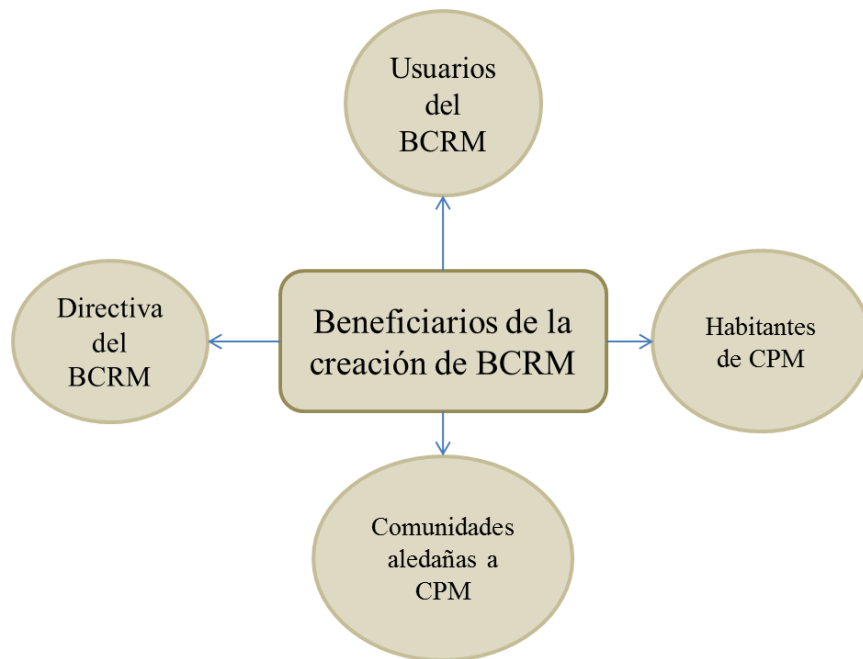 Usuarios
del
BCRM
Directiva
del
BCRM
Beneficiarios de la
creación de BCRM
Habitantes
de CPM
Comunidades
aledañas a
CPM